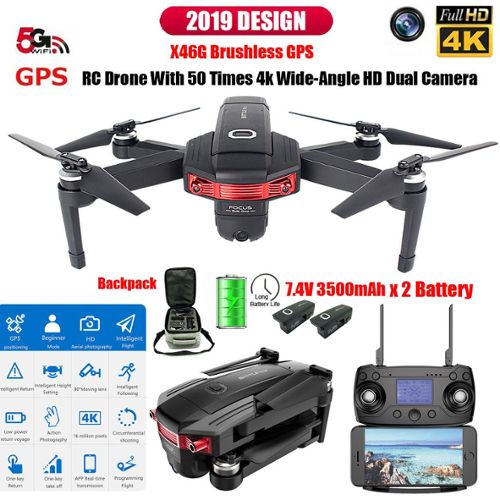 5G
WiFi
GPS
2019 DESIGN
X46G Brushless GPS
RC Drone With 50 Times 4k Wide-Angle HD Dual Camera
Full HD
4K
FOCUS
Backpack
Long
Battery Life
7.4V 3500mAh x 2 Battery
GPS
positioning
Beginner
Mode
HD
Aerial photography
Intelligent
Flight
Intelligent Return
Intelligent Height
Setting
90°Moving lens
Intelligent
Following
Low power
return voyage
Action
Photography
4K
16 million pixels
Circumferential
shooting
One-key
Return
One-key
take off
APP Real-time
transmission
Programming
Flight